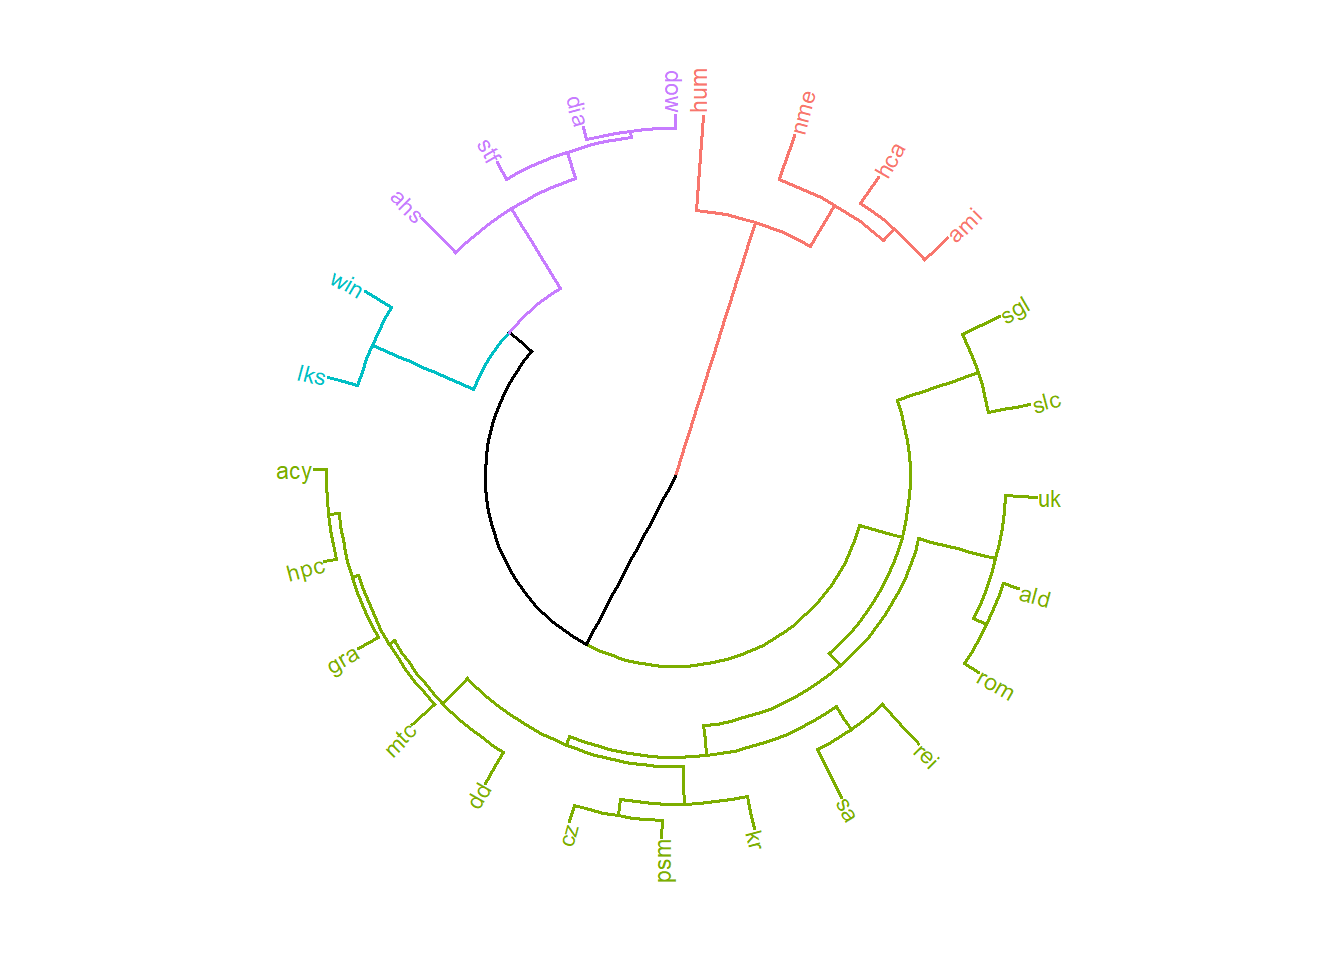 hum
nme
hca
ami
sgl
slc
uk
ald
rom
rei
sa
kr
psm
cz
dd
mtc
gra
hpc
acy
lks
win
ahs
stf
dia
dow